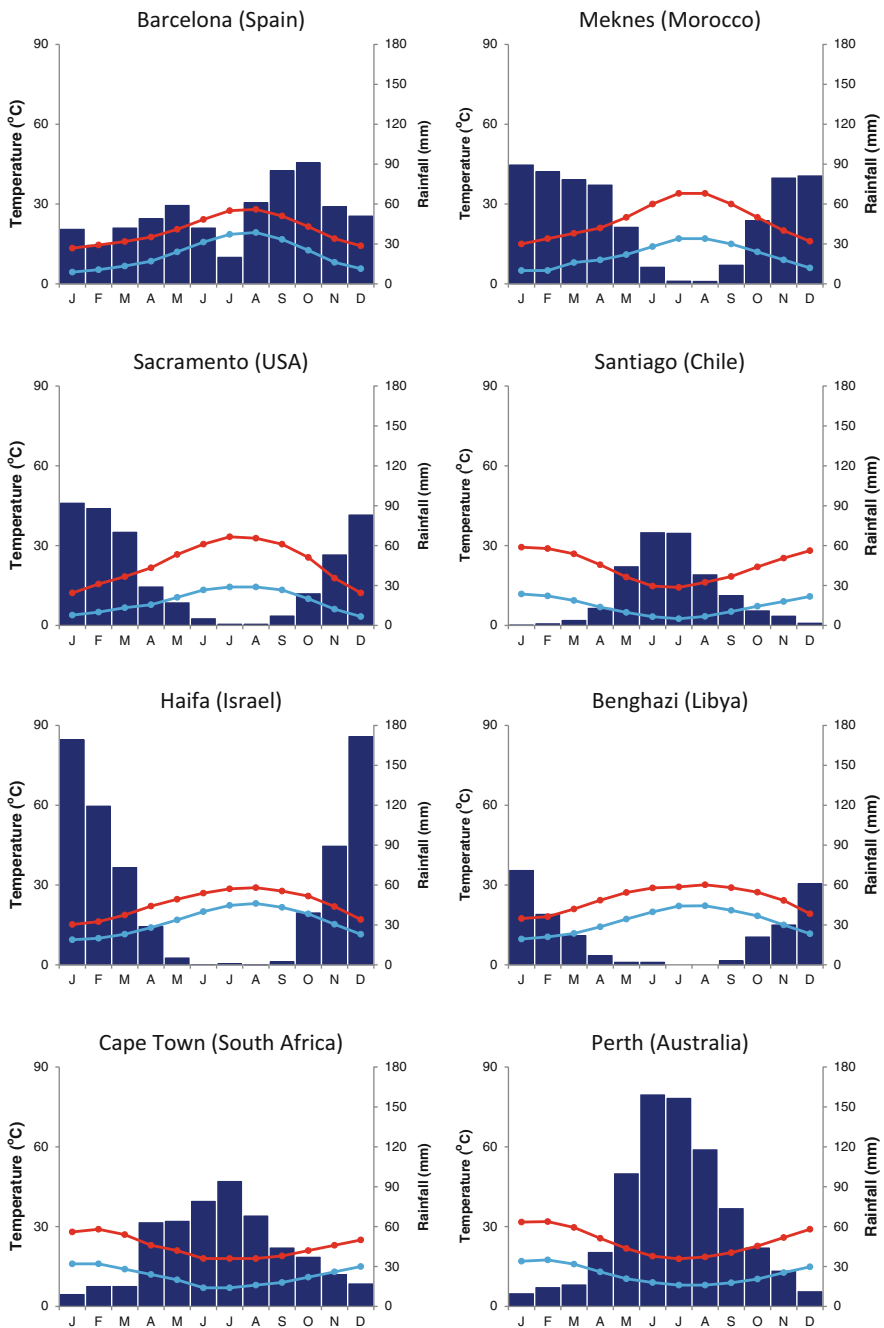 Barcelona (Spain)
Temperature (°C)
90
60
30
0
180
150
120
90
60
30
0
Rainfall (mm)
J F M A M J J A S O N D
Meknes (Morocco)
Temperature (°C)
90
60
30
0
180
150
120
90
60
30
0
Rainfall (mm)
J F M A M J J A S O N D
Sacramento (USA)
Temperature (°C)
90
60
30
0
180
150
120
90
60
30
0
Rainfall (mm)
J F M A M J J A S O N D
Santiago (Chile)
Temperature (°C)
90
60
30
0
180
150
120
90
60
30
0
Rainfall (mm)
J F M A M J J A S O N D
Haifa (Israel)
Temperature (°C)
90
60
30
0
180
150
120
90
60
30
0
Rainfall (mm)
J F M A M J J A S O N D
Benghazi (Libya)
Temperature (°C)
90
60
30
0
180
150
120
90
60
30
0
Rainfall (mm)
J F M A M J J A S O N D
Cape Town (South Africa)
Temperature (°C)
90
60
30
0
180
150
120
90
60
30
0
Rainfall (mm)
J F M A M J J A S O N D
Perth (Australia)
Temperature (°C)
90
60
30
0
180
150
120
90
60
30
0
Rainfall (mm)
J F M A M J J A S O N D